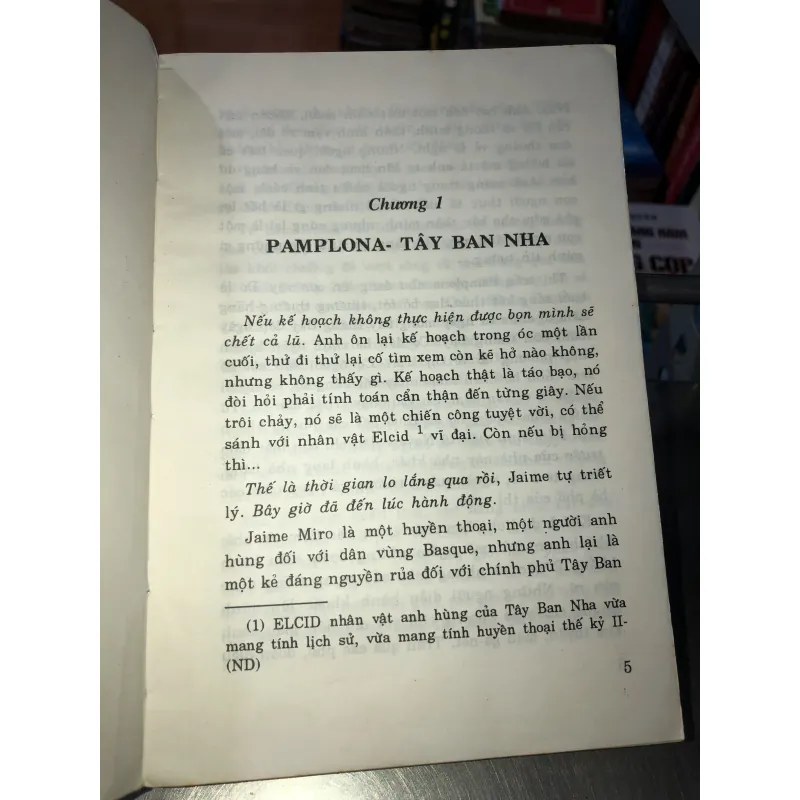 Chương 1
PAMPLONA- TÂY BAN NHA
Nếu kế hoạch không thực hiện được bọn mình sẽ
chết cả lũ. Anh ôn lại kế hoạch trong óc một lần
cuối, thử đi thử lại cố tìm xem còn kẽ hở nào không,
nhưng không thấy gì. Kế hoạch thật là táo bạo, nó
đòi hỏi phải tính toán cẩn thận đến từng giây. Nếu
trôi chảy, nó sẽ là một chiến công tuyệt vời, có thể
sánh với nhân vật Elcid 1 vĩ đại. Còn nếu bị hỏng
thì...
Thế là thời gian lo lắng qua rồi, Jaime tự triết
lý. Bây giờ đã đến lúc hành động.
Jaime Miro là một huyền thoại, một người anh
hùng đối với dân vùng Basque, nhưng anh lại là
một kẻ đáng nguyền rủa đối với chính phủ Tây Ban
(1) ELCID nhân vật anh hùng của Tây Ban Nha vừa
mang tính lịch sử, vừa mang tính huyền thoại thế kỷ II-
(ND)
5
COP